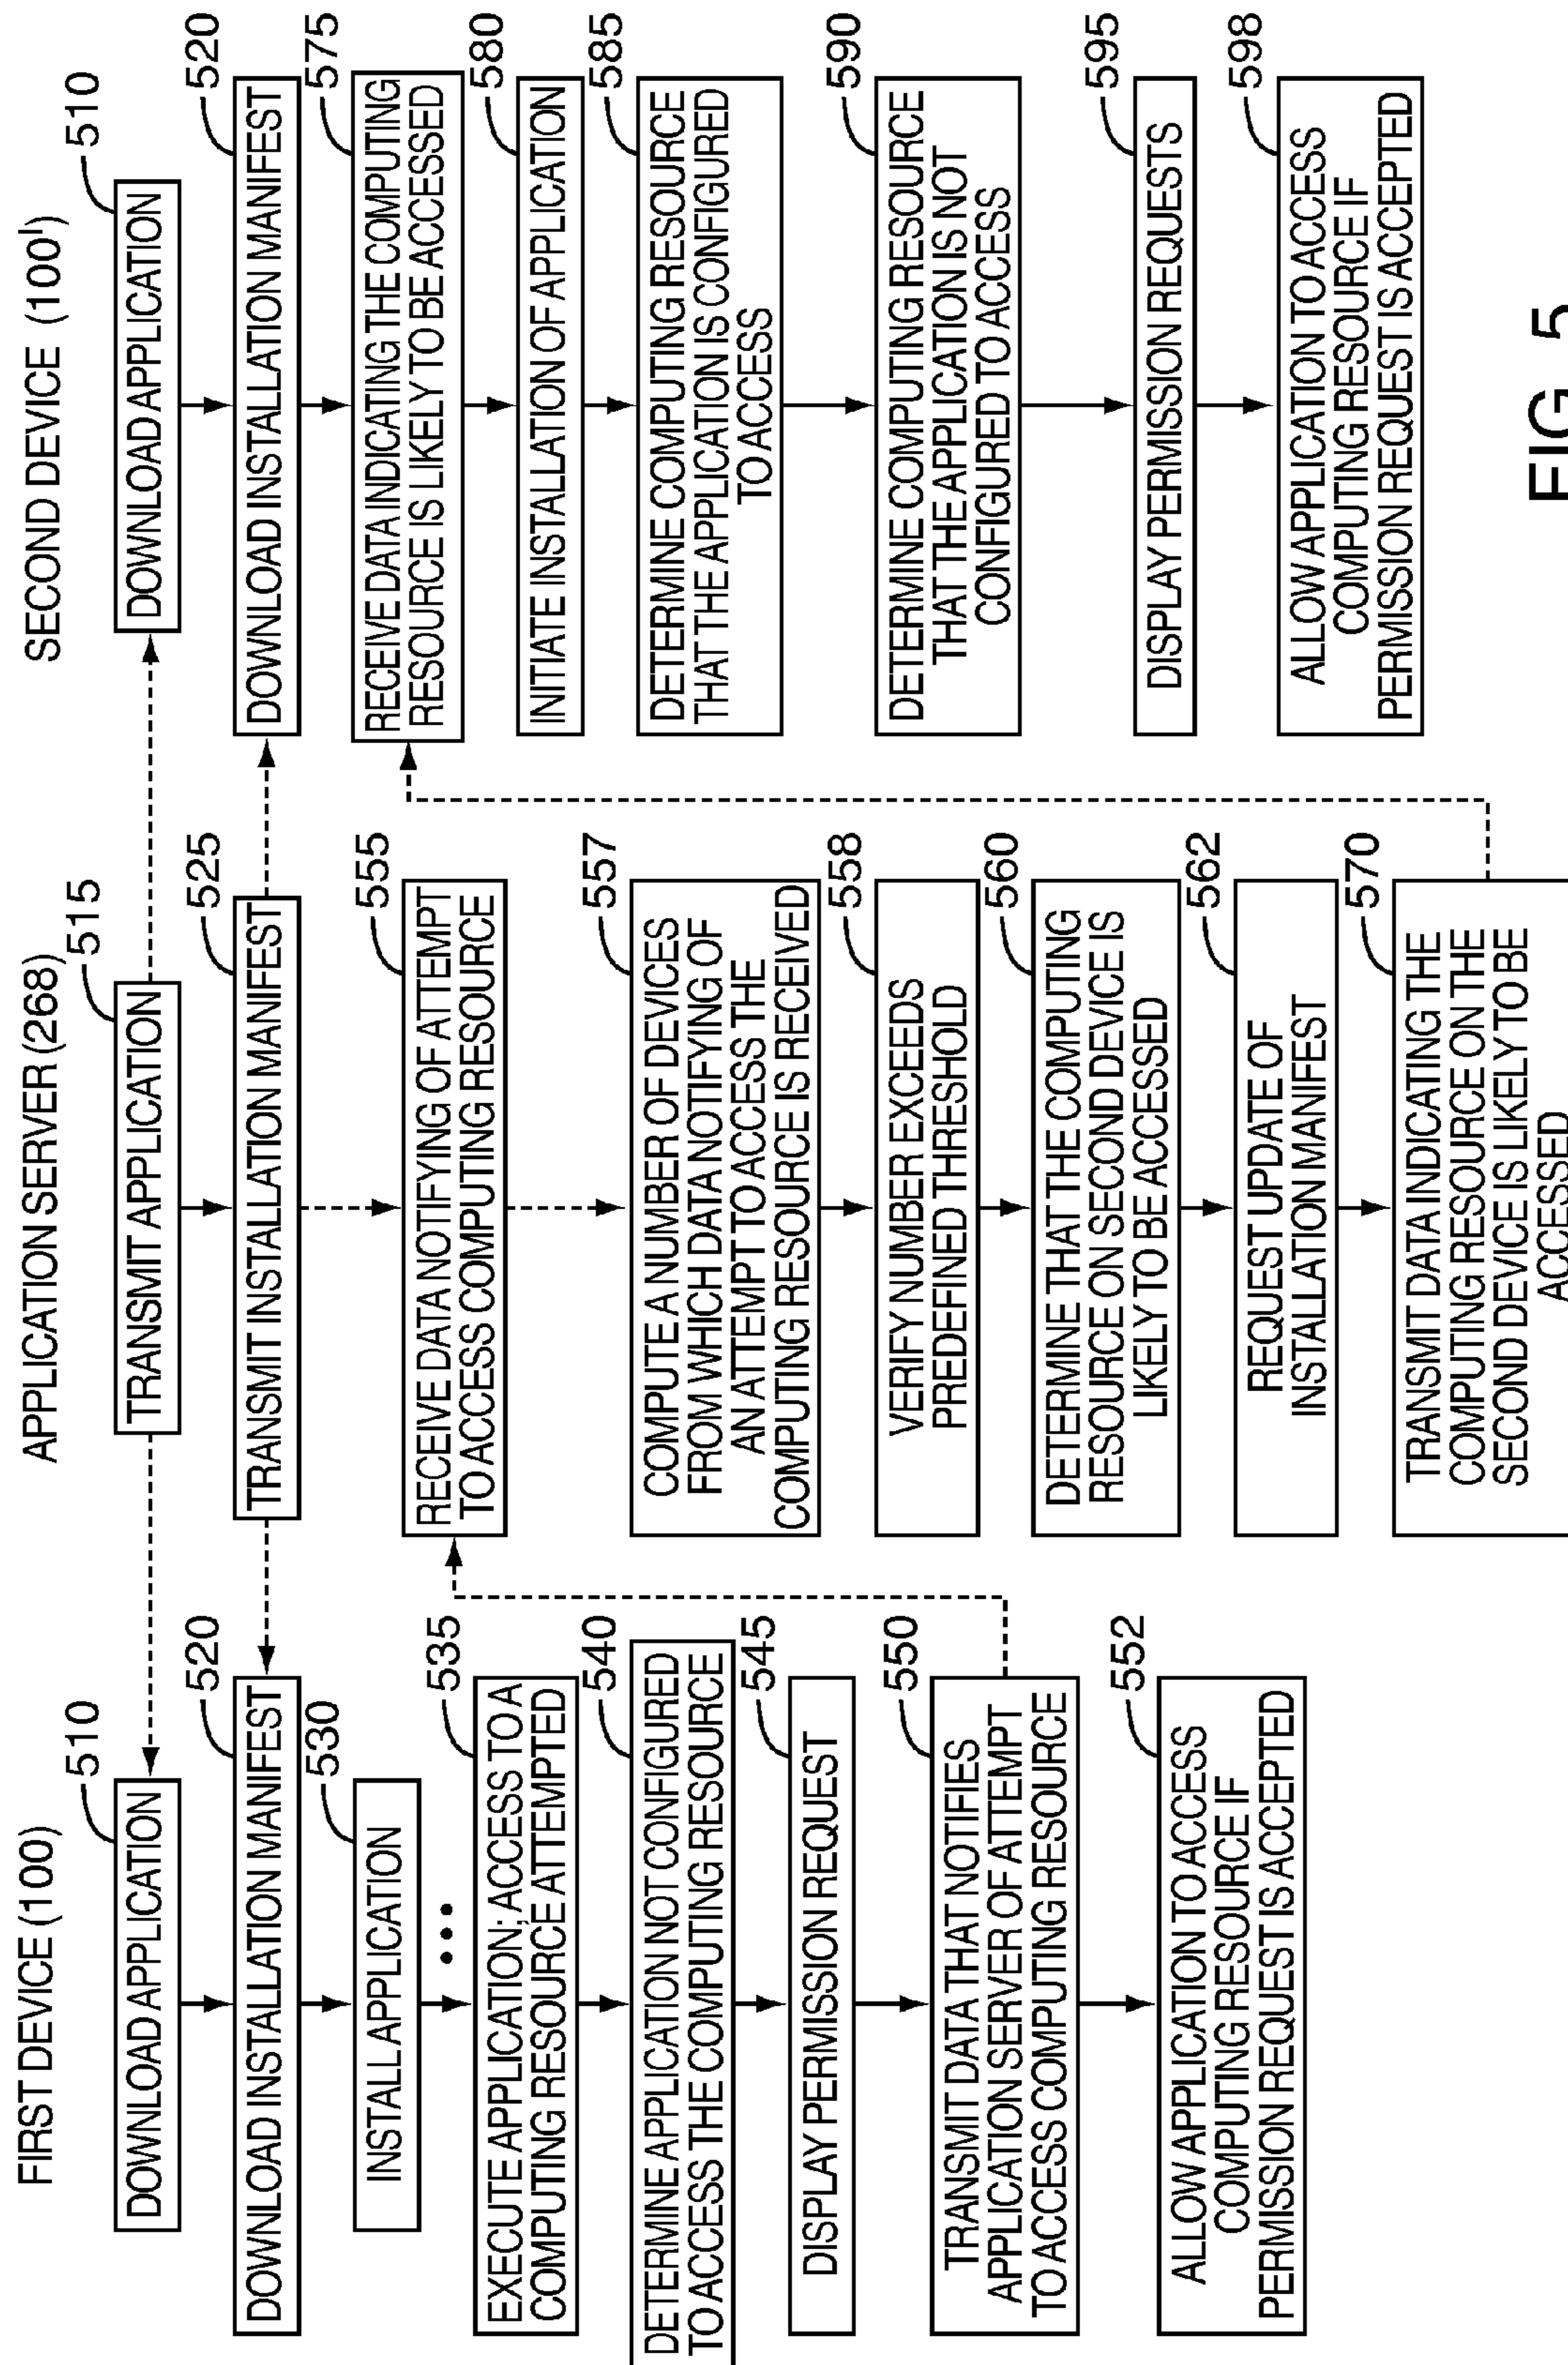 FIRST DEVICE (100)
510
DOWNLOAD APPLICATION
520
DOWNLOAD INSTALLATION MANIFEST
530
INSTALL APPLICATION
...
535
EXECUTE APPLICATION; ACCESS TO A
COMPUTING RESOURCE ATTEMPTED
540
DETERMINE APPLICATION NOT CONFIGURED
TO ACCESS THE COMPUTING RESOURCE
545
DISPLAY PERMISSION REQUEST
550
TRANSMIT DATA THAT NOTIFIES
APPLICATION SERVER OF ATTEMPT
TO ACCESS COMPUTING RESOURCE
552
ALLOW APPLICATION TO ACCESS
COMPUTING RESOURCE IF
PERMISSION REQUEST IS ACCEPTED
APPLICATION SERVER (268)
515
TRANSMIT APPLICATION
525
TRANSMIT INSTALLATION MANIFEST
555
RECEIVE DATA NOTIFYING OF ATTEMPT
TO ACCESS COMPUTING RESOURCE
557
COMPUTE A NUMBER OF DEVICES
FROM WHICH DATA NOTIFYING OF
AN ATTEMPT TO ACCESS THE
COMPUTING RESOURCE IS RECEIVED
558
VERIFY NUMBER EXCEEDS
PREDEFINED THRESHOLD
560
DETERMINE THAT THE COMPUTING
RESOURCE ON SECOND DEVICE IS
LIKELY TO BE ACCESSED
562
REQUEST UPDATE OF
INSTALLATION MANIFEST
570
TRANSMIT DATA INDICATING THE
COMPUTING RESOURCE ON THE
SECOND DEVICE IS LIKELY TO BE
ACCESSED
SECOND DEVICE (100')
510
DOWNLOAD APPLICATION
520
DOWNLOAD INSTALLATION MANIFEST
575
RECEIVE DATA INDICATING THE COMPUTING
RESOURCE IS LIKELY TO BE ACCESSED
580
INITIATE INSTALLATION OF APPLICATION
585
DETERMINE COMPUTING RESOURCE
THAT THE APPLICATION IS CONFIGURED
TO ACCESS
590
DETERMINE COMPUTING RESOURCE
THAT THE APPLICATION IS NOT
CONFIGURED TO ACCESS
595
DISPLAY PERMISSION REQUESTS
598
ALLOW APPLICATION TO ACCESS
COMPUTING RESOURCE IF
PERMISSION REQUEST IS ACCEPTED
FIG. 5